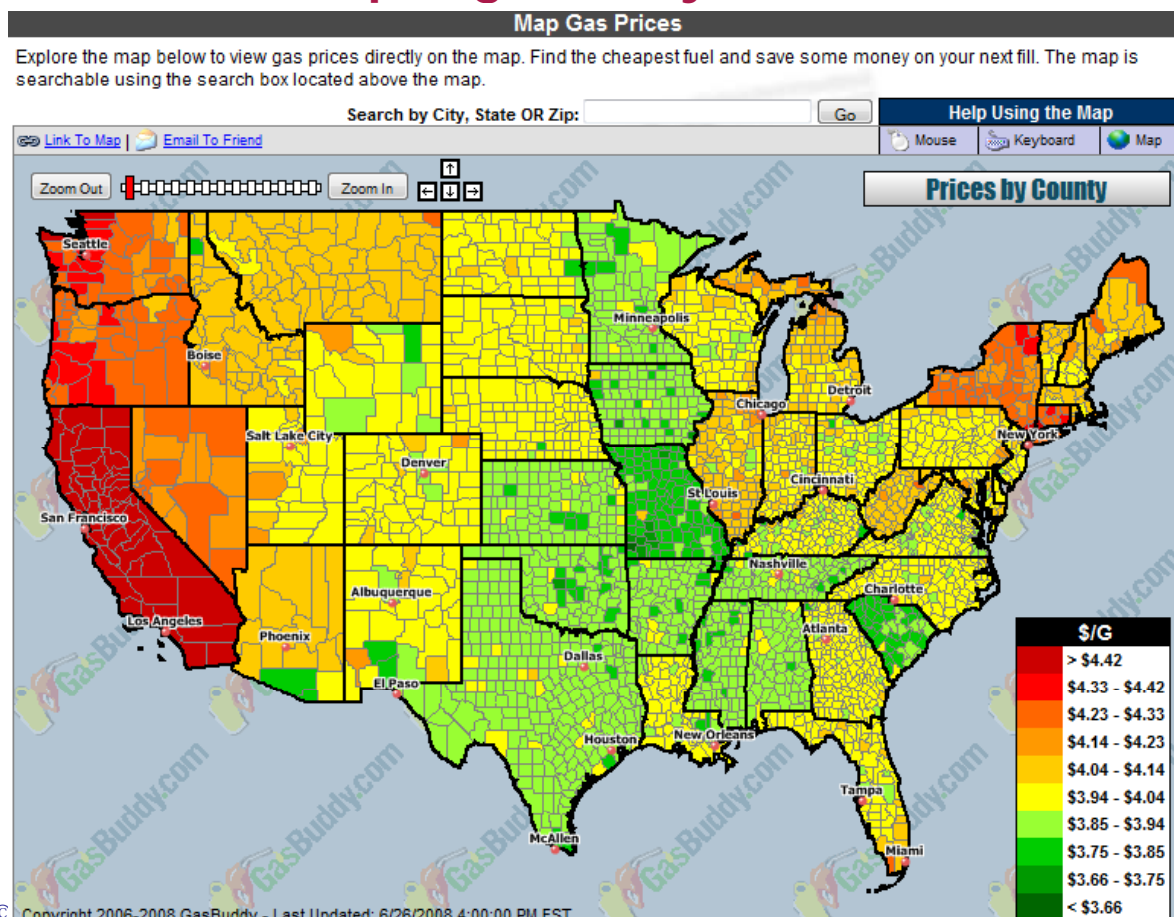 Map Gas Prices
Explore the map below to view gas prices directly on the map. Find the cheapest fuel and save some money on your next fill. The map is
searchable using the search box located above the map.
Search by City, State OR Zip:
Go
Help Using the Map
Link To Map |
Email To Friend
Mouse
Keyboard
Map
Zoom Out
Zoom In
Prices by County
Seattle
Minneapolis
Boise
Detroit
Chicago
Salt Lake City
New York
Denver
Cincinnati
St Louis
San Francisco
Nashville
Albuquerque
Charlotte
Los Angeles
Atlanta
Phoenix
Dallas
El Paso
New Orleans
Houston
Tampa
McAllen
Miami
$/G
> $4.42
$4.33 - $4.42
$4.23 - $4.33
$4.14 - $4.23
$4.04 - $4.14
$3.94 - $4.04
$3.85 - $3.94
$3.75 - $3.85
$3.66 - $3.75
< $3.66
GasBuddy.com
©
Copyright 2006-2008 GasBuddy - Last Updated: 6/26/2008 4:00:00 PM EST